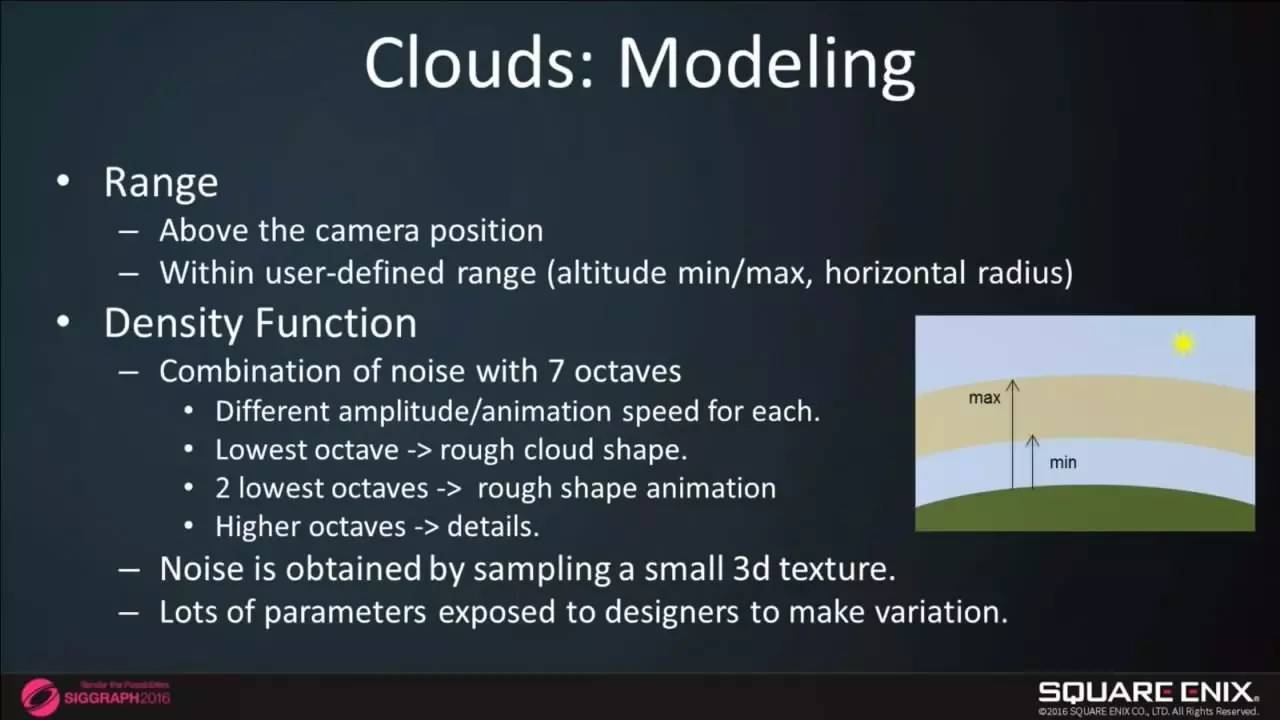 Clouds: Modeling
• Range
– Above the camera position
– Within user-defined range (altitude min/max, horizontal radius)
• Density Function
– Combination of noise with 7 octaves
• Different amplitude/animation speed for each.
• Lowest octave -> rough cloud shape.
• 2 lowest octaves -> rough shape animation
• Higher octaves -> details.
– Noise is obtained by sampling a small 3d texture.
– Lots of parameters exposed to designers to make variation.
max
min
Render the Possibilities
SIGGRAPH2016
SQUARE ENIX.
©2016 SQUARE ENIX CO., LTD. All Rights Reserved.